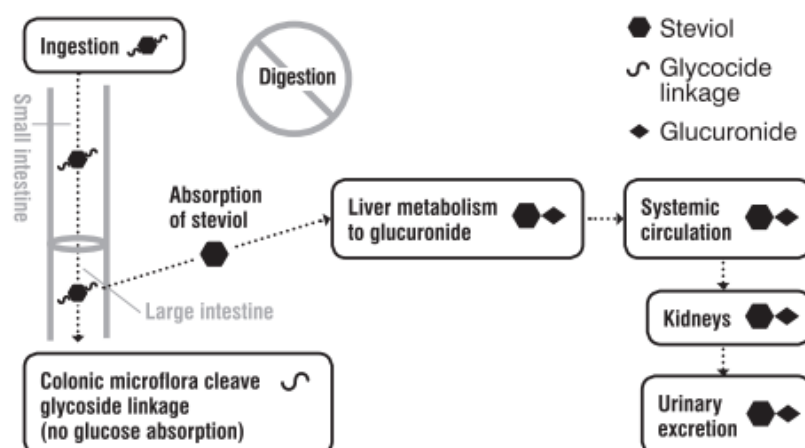 Ingestion
Digestion
Steviol
Glycocide
linkage
Glucuronide
Small intestine
Absorption
of steviol
Liver metabolism
to glucuronide
Systemic
circulation
Large intestine
Kidneys
Colonic microflora cleave
glycoside linkage
(no glucose absorption)
Urinary
excretion